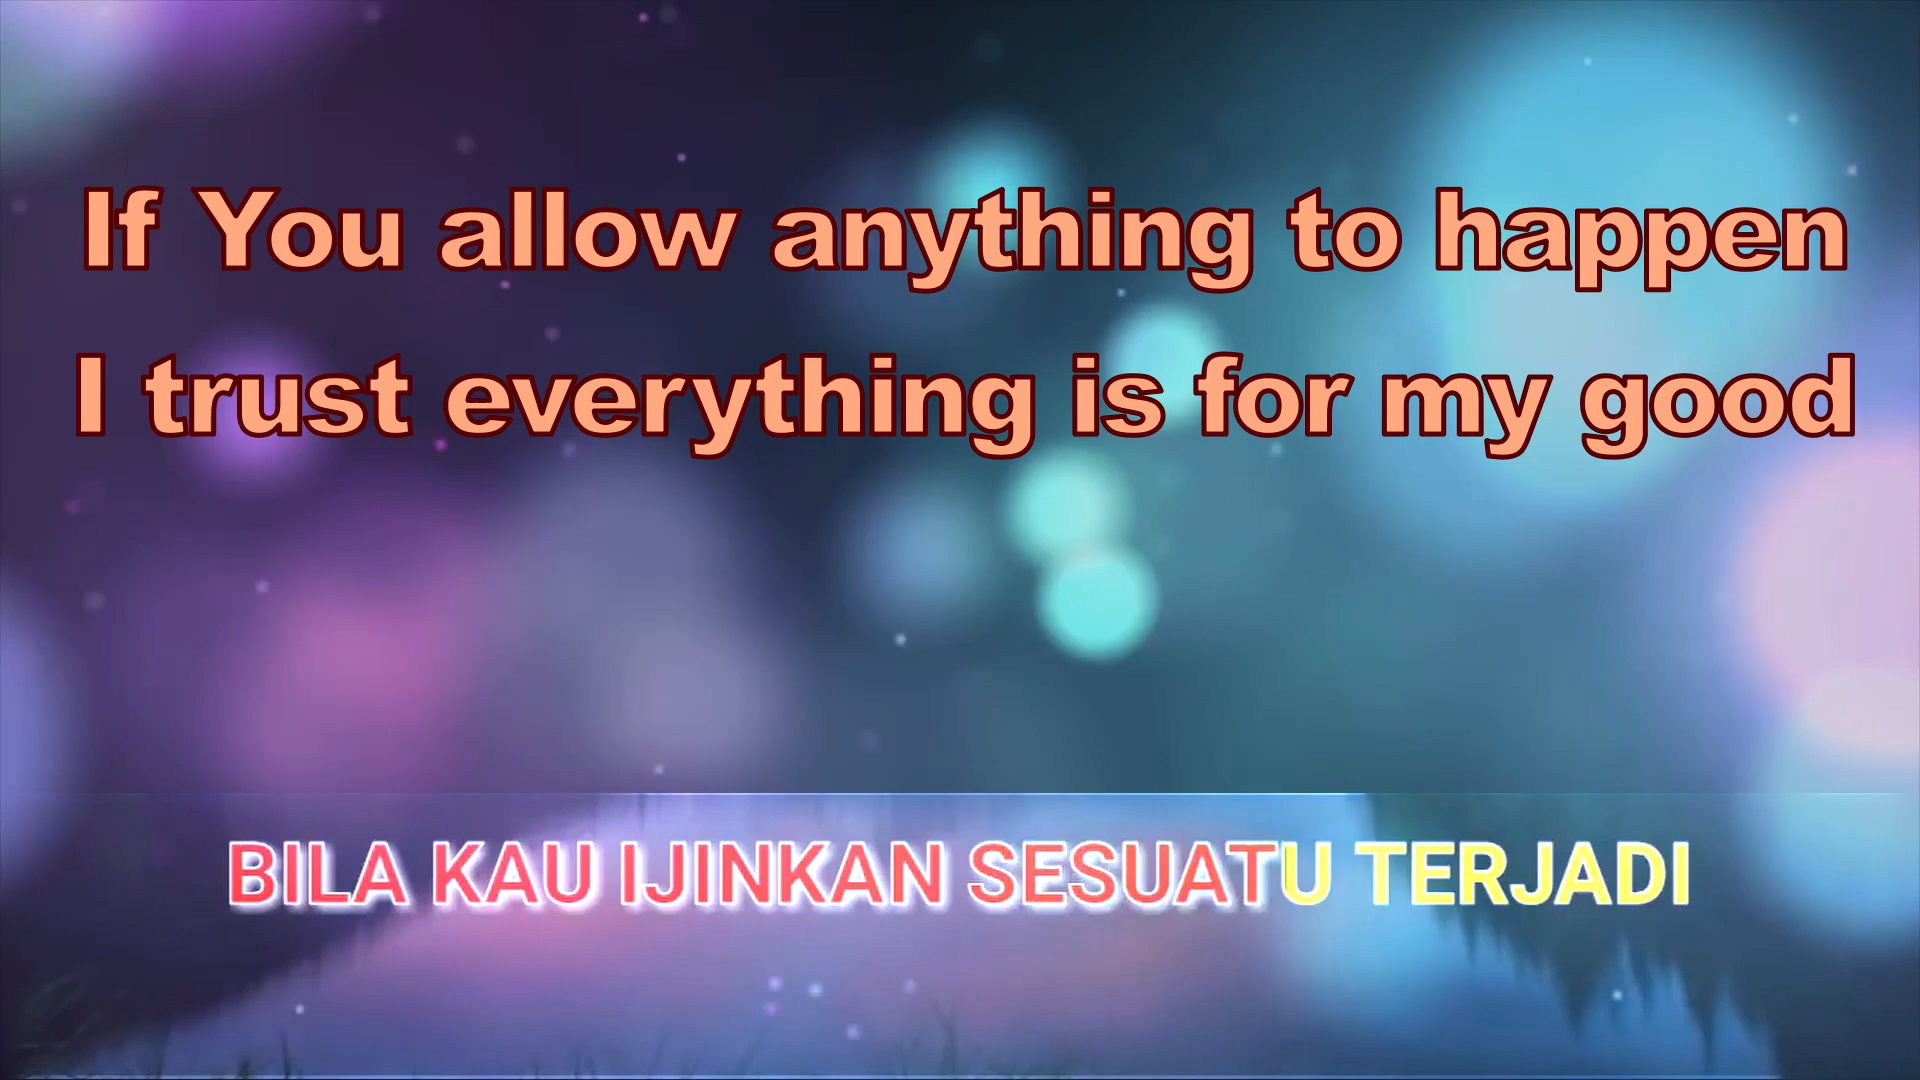 If You allow anything to happen
I trust everything is for my good
BILA KAU IJINKAN SESUATU TERJADI